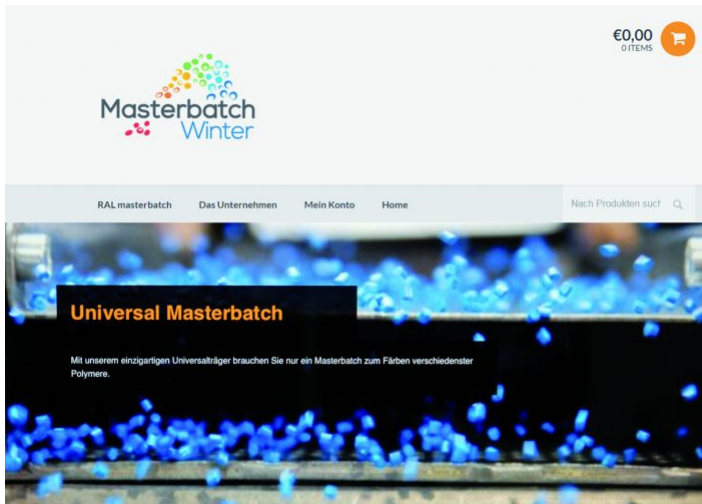 €0,00
0 ITEMS
Masterbatch
Winter
RAL masterbatch Das Unternehmen Mein Konto Home
Nach Produkten such
Universal Masterbatch
Mit unserem einzigartigen Universalträger brauchen Sie nur ein Masterbatch zum Färben verschiedenster
Polymere.